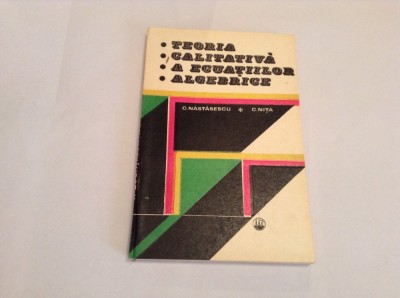 • TEORIA
• CALITATIVĂ
• A ECUAȚIILOR
• ALGEBRICE
C.NĂSTĂSESCU * C.NIȚĂ